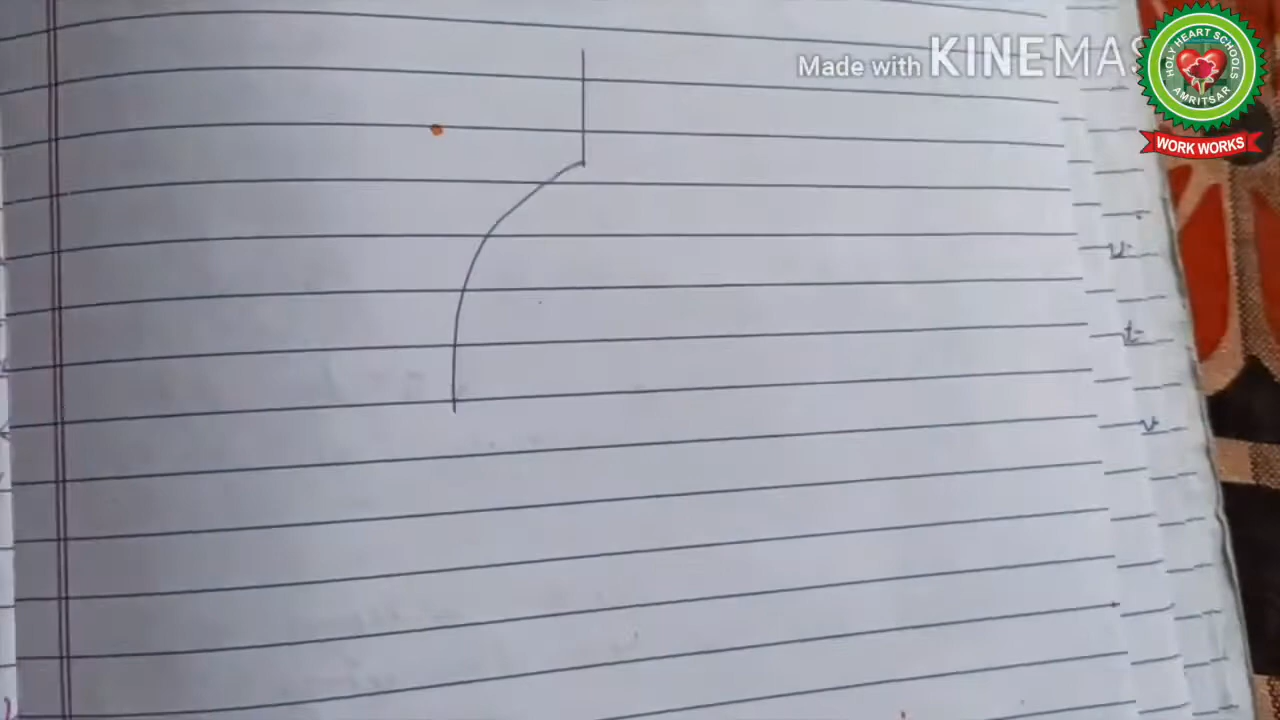 Made with KINEMAS
HOLY HEART SCHOOLS
AMRITSAR
WORK WORKS
u-
t-
v